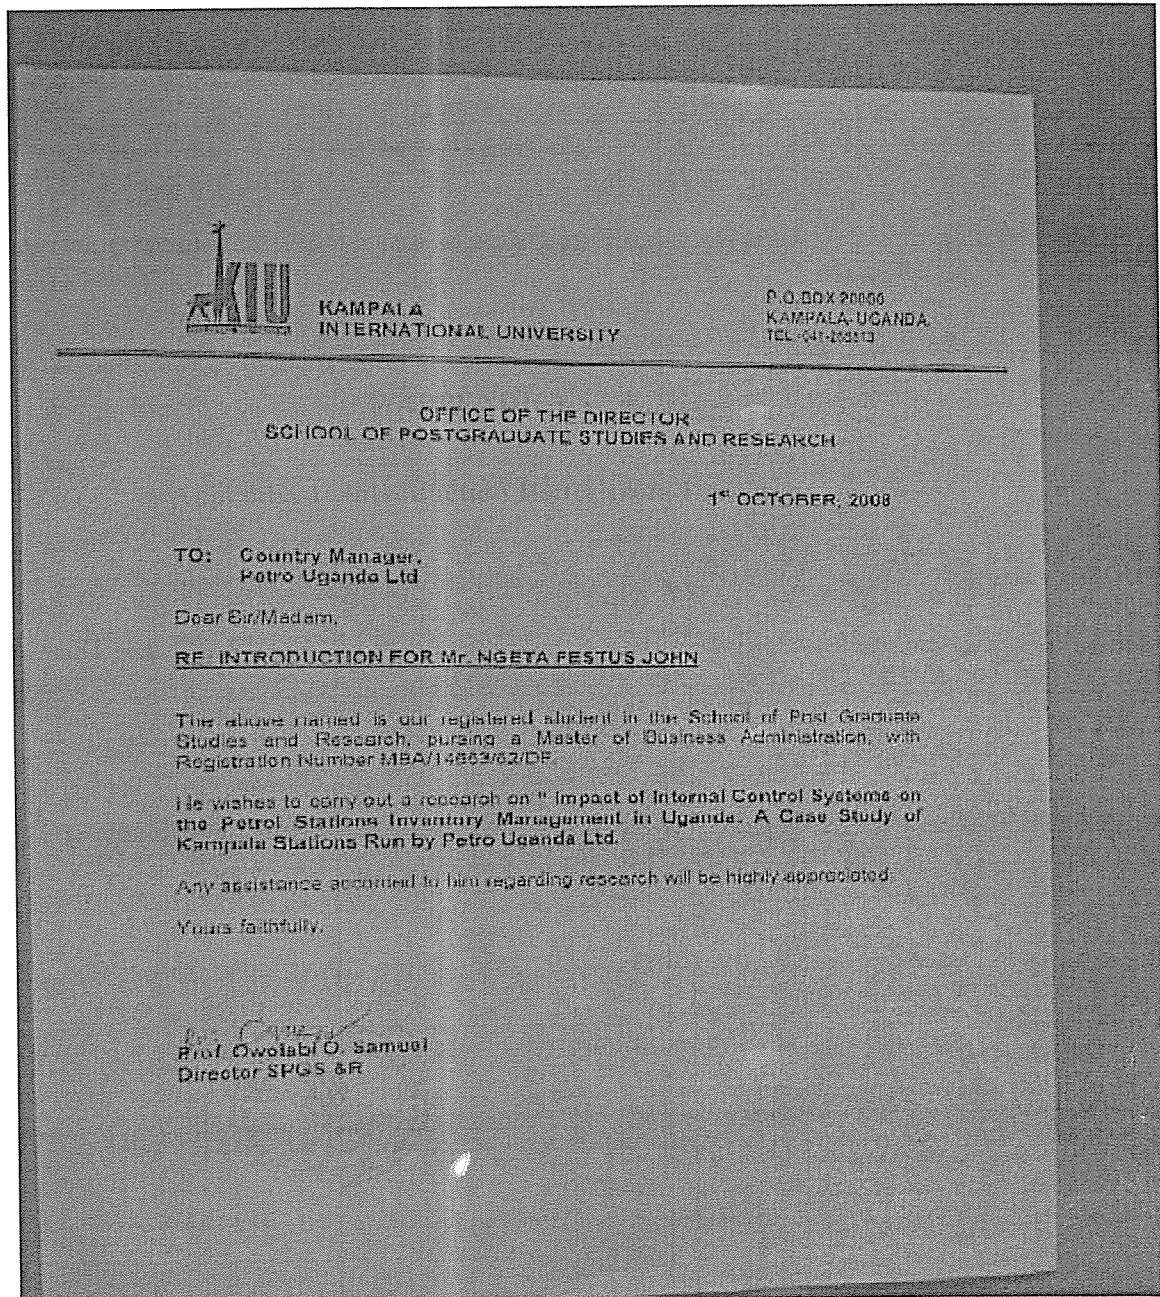 KIU
KAMPALA
INTERNATIONAL UNIVERSITY
P.O.BOX 20000
KAMPALA-UGANDA.
TEL:-041-
OFFICE OF THE DIRECTOR
SCHOOL OF POSTGRADUATE STUDIES AND RESEARCH
1st OCTOBER, 2008
TO: Country Manager,
Petro Uganda Ltd
Dear Sir/Madam,
RE: INTRODUCTION FOR Mr. NGETA FESTUS JOHN
The above named is our registered student in the School of Post Graduate
Studies and Research, pursing a Master of Business Administration, with
Registration Number
He wishes to carry out a research on " Impact of Internal Control Systems on
the Petrol Stations Inventory Management in Uganda. A Case Study of
Kampala Stations Run by Petro Uganda Ltd.
Any assistance accorded to him regarding research will be highly appreciated.
Yours faithfully,
Prof. Owolabi O. Samuel
Director SPGS &R